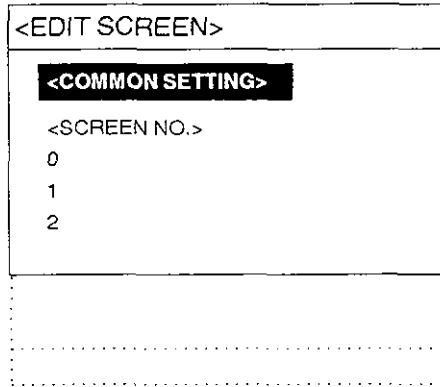 <EDIT SCREEN>
<COMMON SETTING>
<SCREEN NO.>
0
1
2